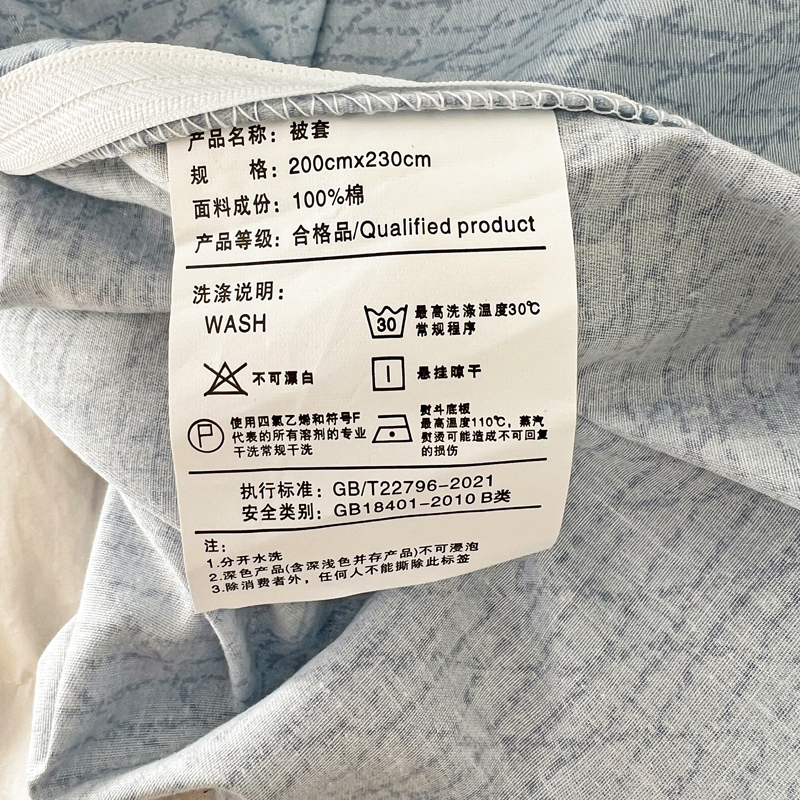 产品名称：被套
规 格：200cmx230cm
面料成份：100%棉
产品等级：合格品/Qualified product
洗涤说明：
WASH
30
最高洗涤温度30℃
常规程序
不可漂白
悬挂晾干
P
使用四氯乙烯和符号F
代表的所有溶剂的专业
干洗常规干洗
熨斗底板
最高温度110℃，蒸汽
熨烫可能造成不可回复
的损伤
执行标准：GB/T22796-2021
安全类别：GB18401-2010 B类
注：
1.分开水洗
2.深色产品(含深浅色并存产品)不可浸泡
3.除消费者外，任何人不能撕除此标签